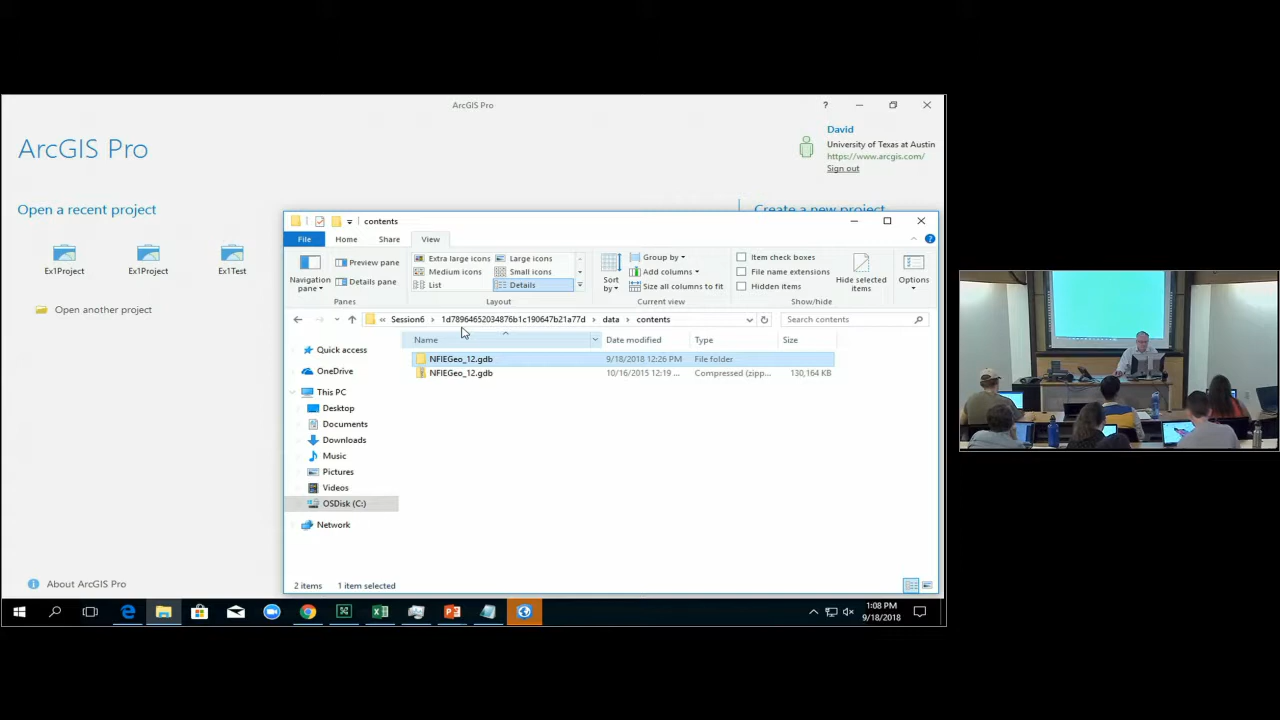 ArcGIS Pro
?
David
University of Texas at Austin
https://www.arcgis.com/
Sign out
ArcGIS Pro
Open a recent project
Create a new project
Ex1Project
Ex1Project
Ex1Test
Open another project
About ArcGIS Pro
contents
File
Home
Share
View
?
Navigation pane
Preview pane
Details pane
Panes
Extra large icons
Large icons
Medium icons
Small icons
List
Details
Layout
Sort by
Group by
Add columns
Size all columns to fit
Current view
Item check boxes
File name extensions
Hidden items
Hide selected items
Show/hide
Options
« Session6 › 1d78964652034876b1c190647b21a77d › data › contents
Search contents
Name Date modified Type Size
NFIEGeo_12.gdb 9/18/2018 12:26 PM File folder
NFIEGeo_12.gdb 10/16/2015 12:19 ... Compressed (zipp... 130,164 KB
Quick access
OneDrive
This PC
Desktop
Documents
Downloads
Music
Pictures
Videos
OSDisk (C:)
Network
2 items 1 item selected
1:08 PM
9/18/2018